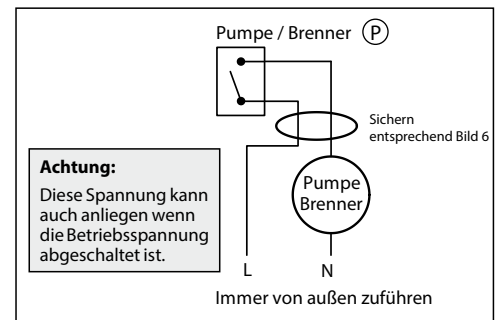 Pumpe / Brenner P
Sichern
entsprechend Bild 6
Achtung:
Diese Spannung kann
auch anliegen wenn
die Betriebsspannung
abgeschaltet ist.
Pumpe
Brenner
L N
Immer von außen zuführen